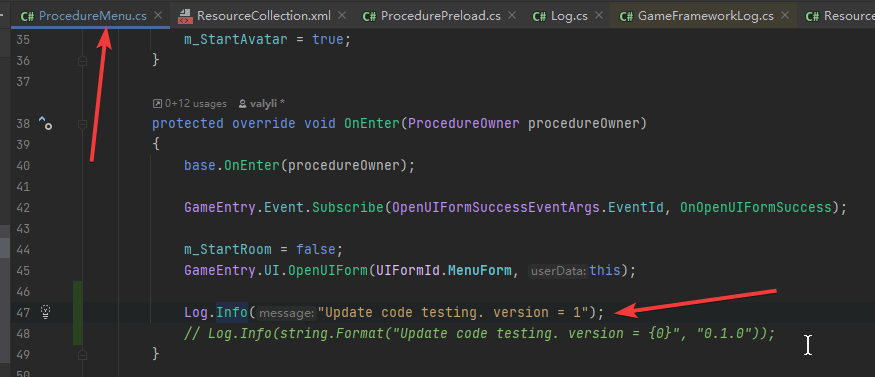 ProcedureMenu.cs ResourceCollection.xml ProcedurePreload.cs Log.cs GameFrameworkLog.cs Resource
35 m_StartAvatar = true;
36 }
37
0+12 usages valyli *
38 protected override void OnEnter(ProcedureOwner procedureOwner)
39 {
40 base.OnEnter(procedureOwner);
41
42 GameEntry.Event.Subscribe(OpenUIFormSuccessEventArgs.EventId, OnOpenUIFormSuccess);
43
44 m_StartRoom = false;
45 GameEntry.UI.OpenUIForm(UIFormId.MenuForm, userData:this);
46
47 Log.Info(message:"Update code testing. version = 1");
48 // Log.Info(string.Format("Update code testing. version = {0}", "0.1.0"));
49 }
50